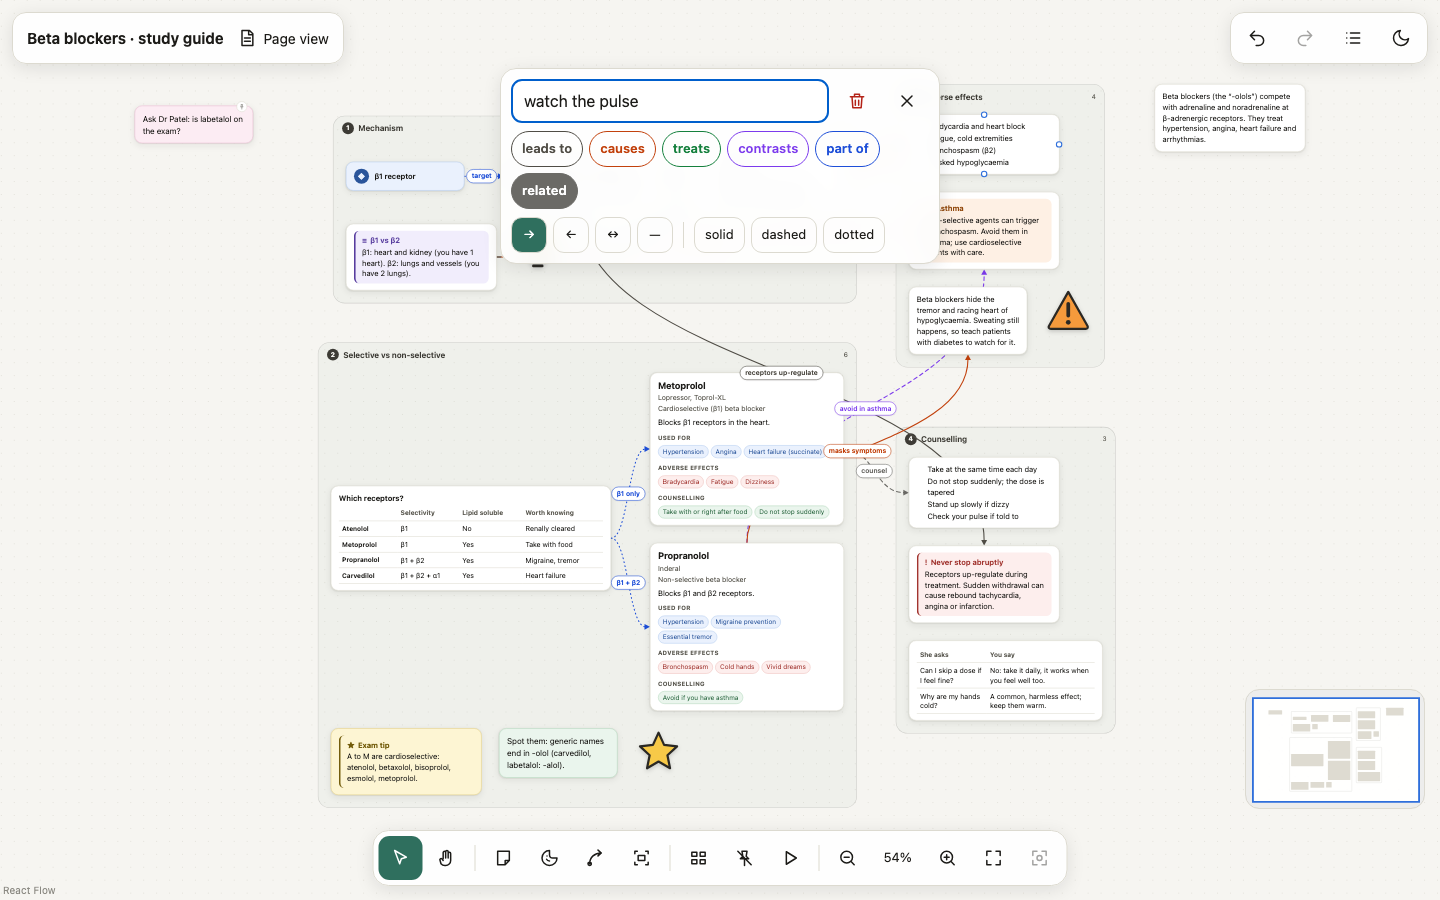 Beta blockers · study guide
Page view
watch the pulse
leads to
causes
treats
contrasts
part of
related
solid
dashed
dotted
Ask Dr Patel: is labetalol on
the exam?
1 Mechanism
β1 receptor
target
≡ β1 vs β2
β1: heart and kidney (you have 1
heart). β2: lungs and vessels (you
have 2 lungs).
effects
4
and heart block
cold extremities
(β2)
hypoglycaemia
-selective agents can trigger
Avoid them in
use cardioselective
with care.
Beta blockers hide the
tremor and racing heart of
hypoglycaemia. Sweating still
happens, so teach patients
with diabetes to watch for it.
Beta blockers (the "-olols") compete
with adrenaline and noradrenaline at
β-adrenergic receptors. They treat
hypertension, angina, heart failure and
arrhythmias.
2 Selective vs non-selective
6
receptors up-regulate
Metoprolol
Lopressor, Toprol-XL
Cardioselective (β1) beta blocker
Blocks β1 receptors in the heart.
USED FOR
Hypertension
Angina
Heart failure (succinate)
ADVERSE EFFECTS
Bradycardia
Fatigue
Dizziness
COUNSELLING
Take with or right after food
Do not stop suddenly
avoid in asthma
masks symptoms
counsel
β1 only
β1 + β2
Which receptors?
Selectivity Lipid soluble Worth knowing
Atenolol β1 No Renally cleared
Metoprolol β1 Yes Take with food
Propranolol β1 + β2 Yes Migraine, tremor
Carvedilol β1 + β2 + α1 Yes Heart failure
Propranolol
Inderal
Non-selective beta blocker
Blocks β1 and β2 receptors.
USED FOR
Hypertension
Migraine prevention
Essential tremor
ADVERSE EFFECTS
Bronchospasm
Cold hands
Vivid dreams
COUNSELLING
Avoid if you have asthma
Exam tip
A to M are cardioselective:
atenolol, betaxolol, bisoprolol,
esmolol, metoprolol.
Spot them: generic names
end in -olol (carvedilol,
labetalol: -alol).
4 Counselling
3
Take at the same time each day
Do not stop suddenly; the dose is
tapered
Stand up slowly if dizzy
Check your pulse if told to
! Never stop abruptly
Receptors up-regulate during
treatment. Sudden withdrawal can
cause rebound tachycardia,
angina or infarction.
She asks You say
Can I skip a dose if No: take it daily, it works when
I feel fine? you feel well too.
Why are my hands A common, harmless effect;
cold? keep them warm.
54%
React Flow